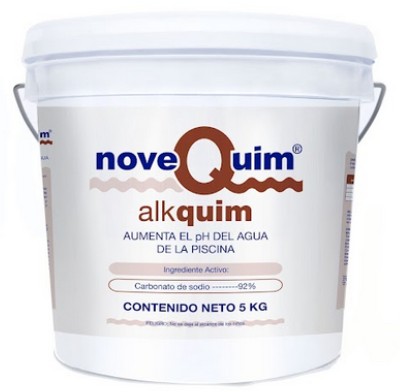 noveQuim®
alkquim
AUMENTA EL pH DEL AGUA
DE LA PISCINA
Ingrediente Activo:
Carbonato de sodio ---------92%
CONTENIDO NETO 5 KG